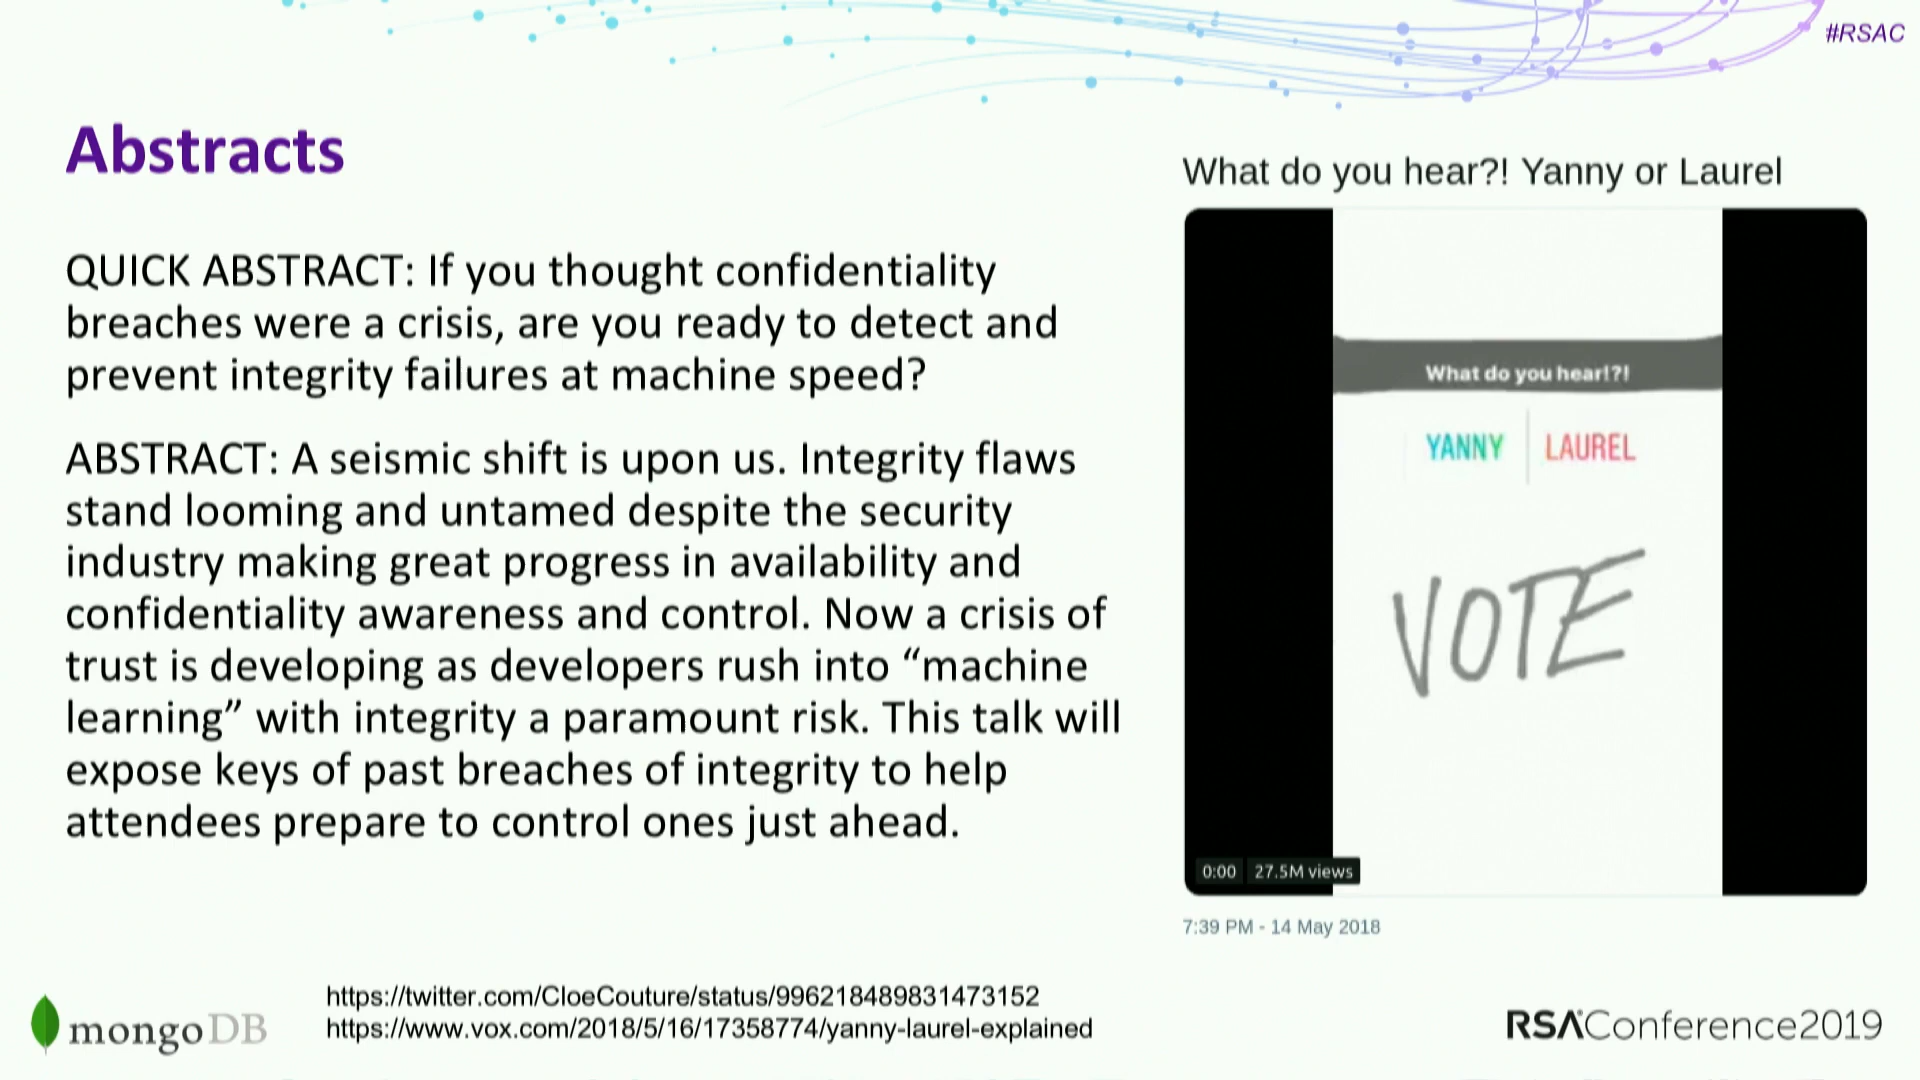 #RSAC
Abstracts
QUICK ABSTRACT: If you thought confidentiality
breaches were a crisis, are you ready to detect and
prevent integrity failures at machine speed?
ABSTRACT: A seismic shift is upon us. Integrity flaws
stand looming and untamed despite the security
industry making great progress in availability and
confidentiality awareness and control. Now a crisis of
trust is developing as developers rush into “machine
learning” with integrity a paramount risk. This talk will
expose keys of past breaches of integrity to help
attendees prepare to control ones just ahead.
What do you hear?! Yanny or Laurel
What do you hear!?!
YANNY LAUREL
VOTE
0:00 27.5M views
7:39 PM - 14 May 2018
mongoDB
https://twitter.com/CloeCouture/status/996218489831473152
https://www.vox.com/2018/5/16/17358774/yanny-laurel-explained
RSAConference2019